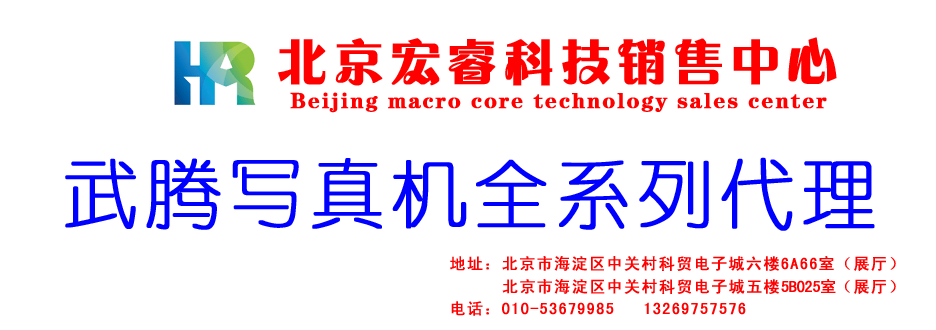 HR
北京宏睿科技销售中心
Beijing macro core technology sales center
武腾写真机全系列代理
地址：北京市海淀区中关村科贸电子城六楼6A66室（展厅）
北京市海淀区中关村科贸电子城五楼5B025室（展厅）
电话：010-53679985 13269757576